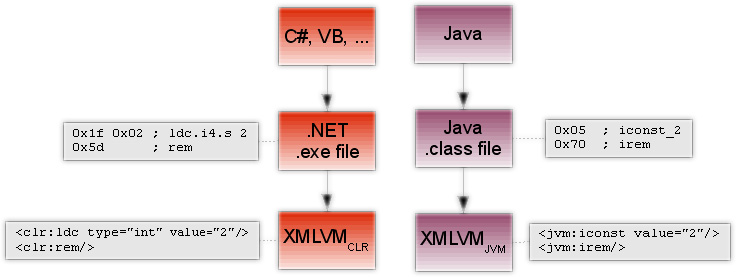 C#, VB, ...
Java
0x1f 0x02 ; ldc.i4.s 2
0x5d      ; rem
.NET
.exe file
Java
.class file
0x05  ; iconst_2
0x70  ; irem
<clr:ldc type="int" value="2"/>
<clr:rem/>
XMLVMCLR
XMLVMJVM
<jvm:iconst value="2"/>
<jvm:irem/>